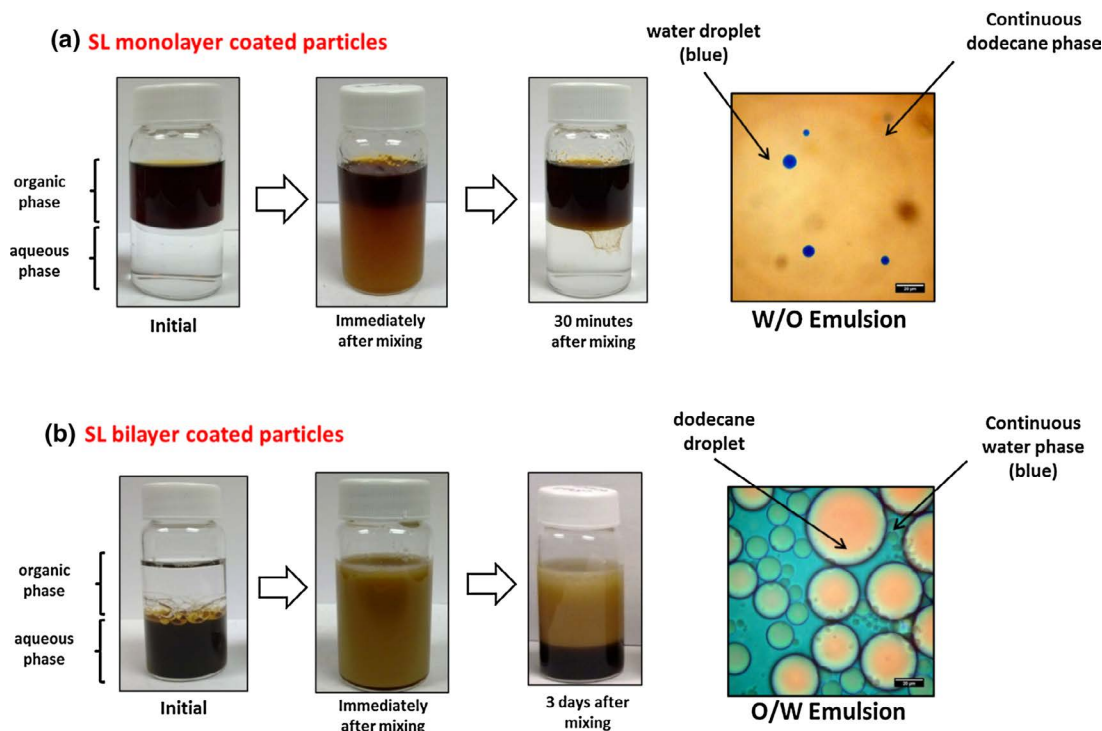 (a) SL monolayer coated particles
water droplet
(blue)
Continuous
dodecane phase
organic
phase
aqueous
phase
Initial
Immediately
after mixing
30 minutes
after mixing
W/O Emulsion
(b) SL bilayer coated particles
dodecane
droplet
Continuous
water phase
(blue)
organic
phase
aqueous
phase
Initial
Immediately
after mixing
3 days after
mixing
O/W Emulsion